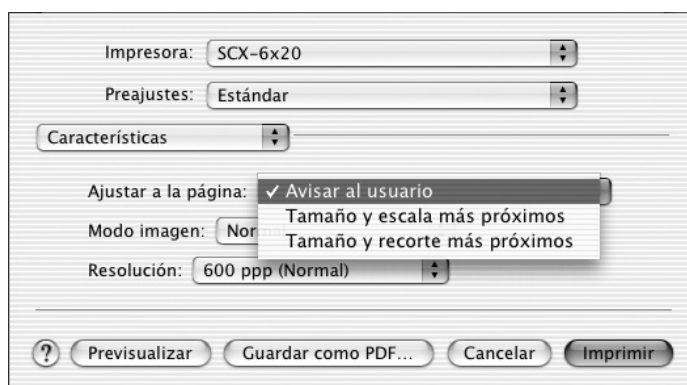 Impresora: SCX-6x20
Preajustes: Estándar
Características
Ajustar a la página: ✓ Avisar al usuario
Tamaño y escala más próximos
Modo imagen: Nor
Tamaño y recorte más próximos
Resolución: 600 ppp (Normal)
? Previsualizar Guardar como PDF... Cancelar Imprimir